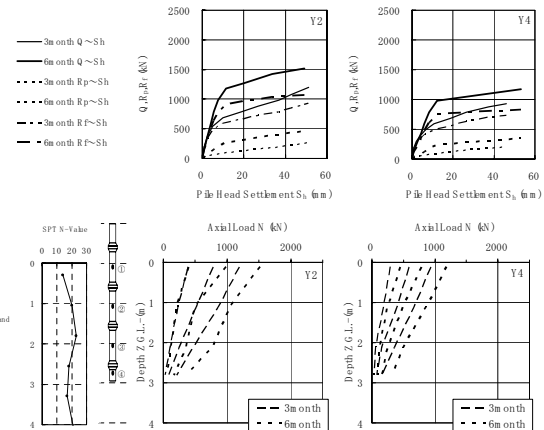 3month Q～Sh
6month Q～Sh
3month Rp～Sh
6month Rp～Sh
3month Rf～Sh
6month Rf～Sh
Q,Rp,Rf (kN)
2500
2000
1500
1000
500
0
0 20 40 60
Y2
Pile Head Settlement Sh (mm)
Q,Rp,Rf (kN)
2500
2000
1500
1000
500
0
0 20 40 60
Y4
Pile Head Settlement Sh (mm)
SPT N-Value
0 10 20 30
0
1
2
3
4
and
①
②
③
④
Axial Load N (kN)
0 1000 2000
Y2
Depth Z G.L.-(m)
0
1
2
3
4
3month
6month
Axial Load N (kN)
0 1000 2000
Y4
Depth Z G.L.-(m)
0
1
2
3
4
3month
6month